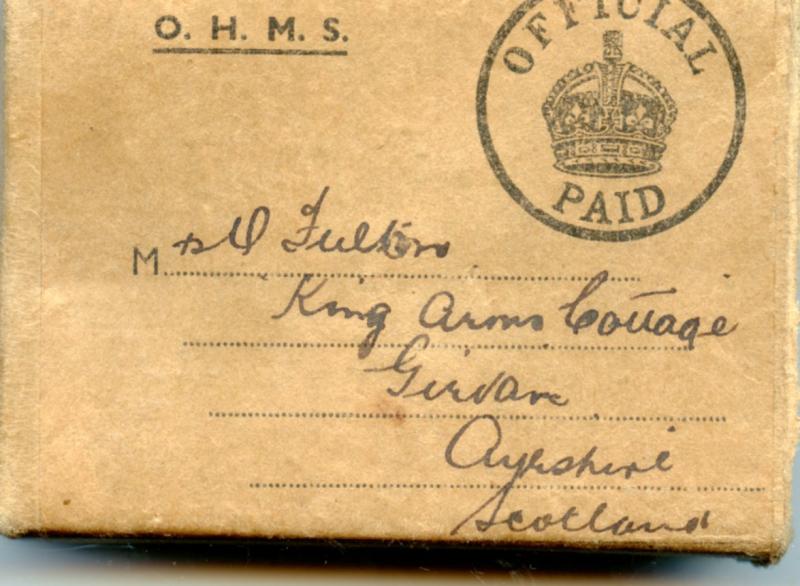 O. H. M. S.
OFFICIAL
PAID
Mrs Fulton
King Arms Cottage
Girvan
Ayrshire
Scotland